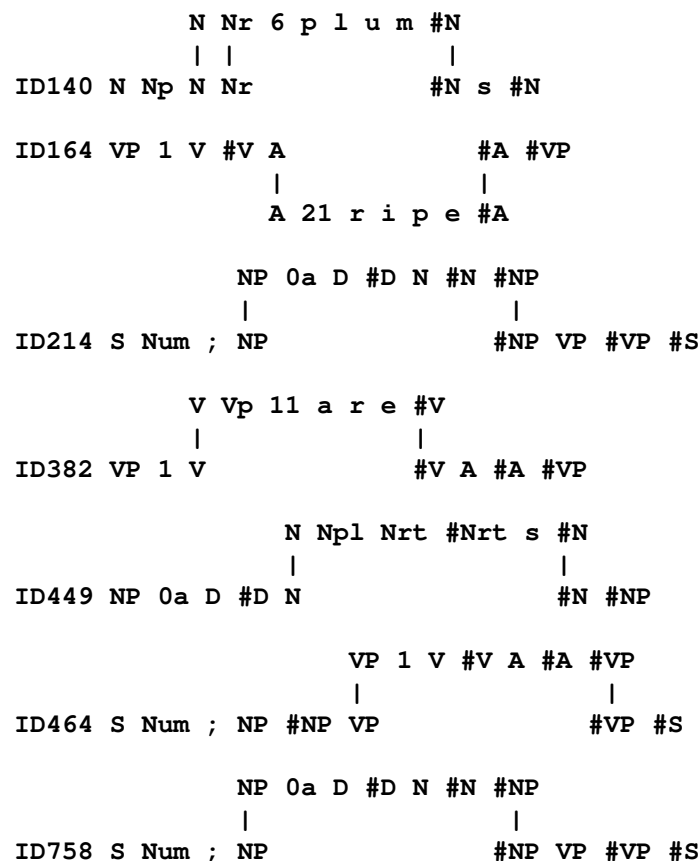 N Nr 6 p l u m #N
| | |
ID140 N Np N Nr #N s #N
ID164 VP 1 V #V A #A #VP
| |
A 21 r i p e #A
NP 0a D #D N #N #NP
| |
ID214 S Num ; NP #NP VP #VP #S
V Vp 11 a r e #V
| |
ID382 VP 1 V #V A #A #VP
N Npl Nrt #Nrt s #N
| |
ID449 NP 0a D #D N #N #NP
VP 1 V #V A #A #VP
| |
ID464 S Num ; NP #NP VP #VP #S
NP 0a D #D N #N #NP
| |
ID758 S Num ; NP #NP VP #VP #S